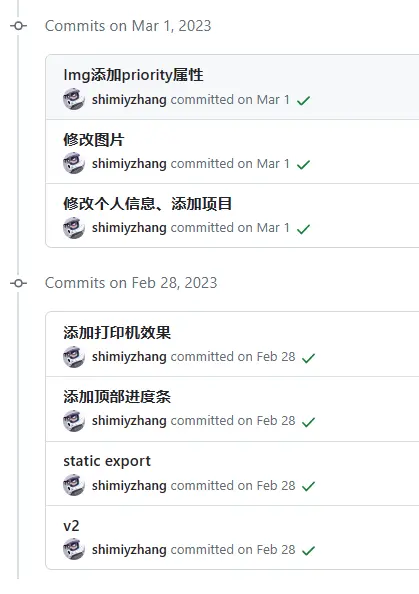 Commits on Mar 1, 2023
Img添加priority属性
shimiyzhang committed on Mar 1
修改图片
shimiyzhang committed on Mar 1
修改个人信息、添加项目
shimiyzhang committed on Mar 1
Commits on Feb 28, 2023
添加打印机效果
shimiyzhang committed on Feb 28
添加顶部进度条
shimiyzhang committed on Feb 28
static export
shimiyzhang committed on Feb 28
v2
shimiyzhang committed on Feb 28